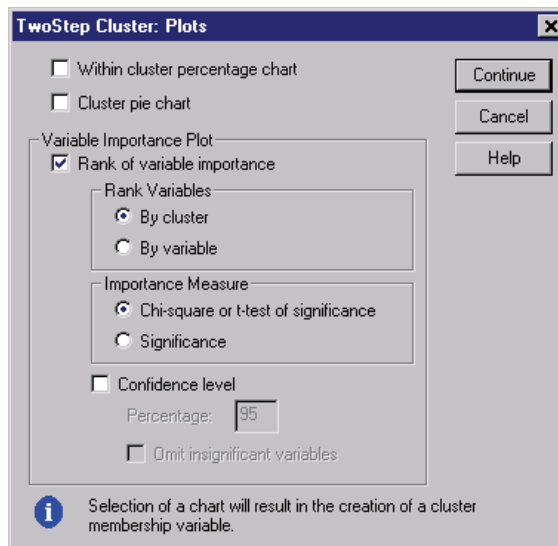 TwoStep Cluster: Plots
Within cluster percentage chart
Cluster pie chart
Continue
Cancel
Help
Variable Importance Plot
Rank of variable importance
Rank Variables
By cluster
By variable
Importance Measure
Chi-square or t-test of significance
Significance
Confidence level
Percentage: 95
Omit insignificant variables
Selection of a chart will result in the creation of a cluster
membership variable.